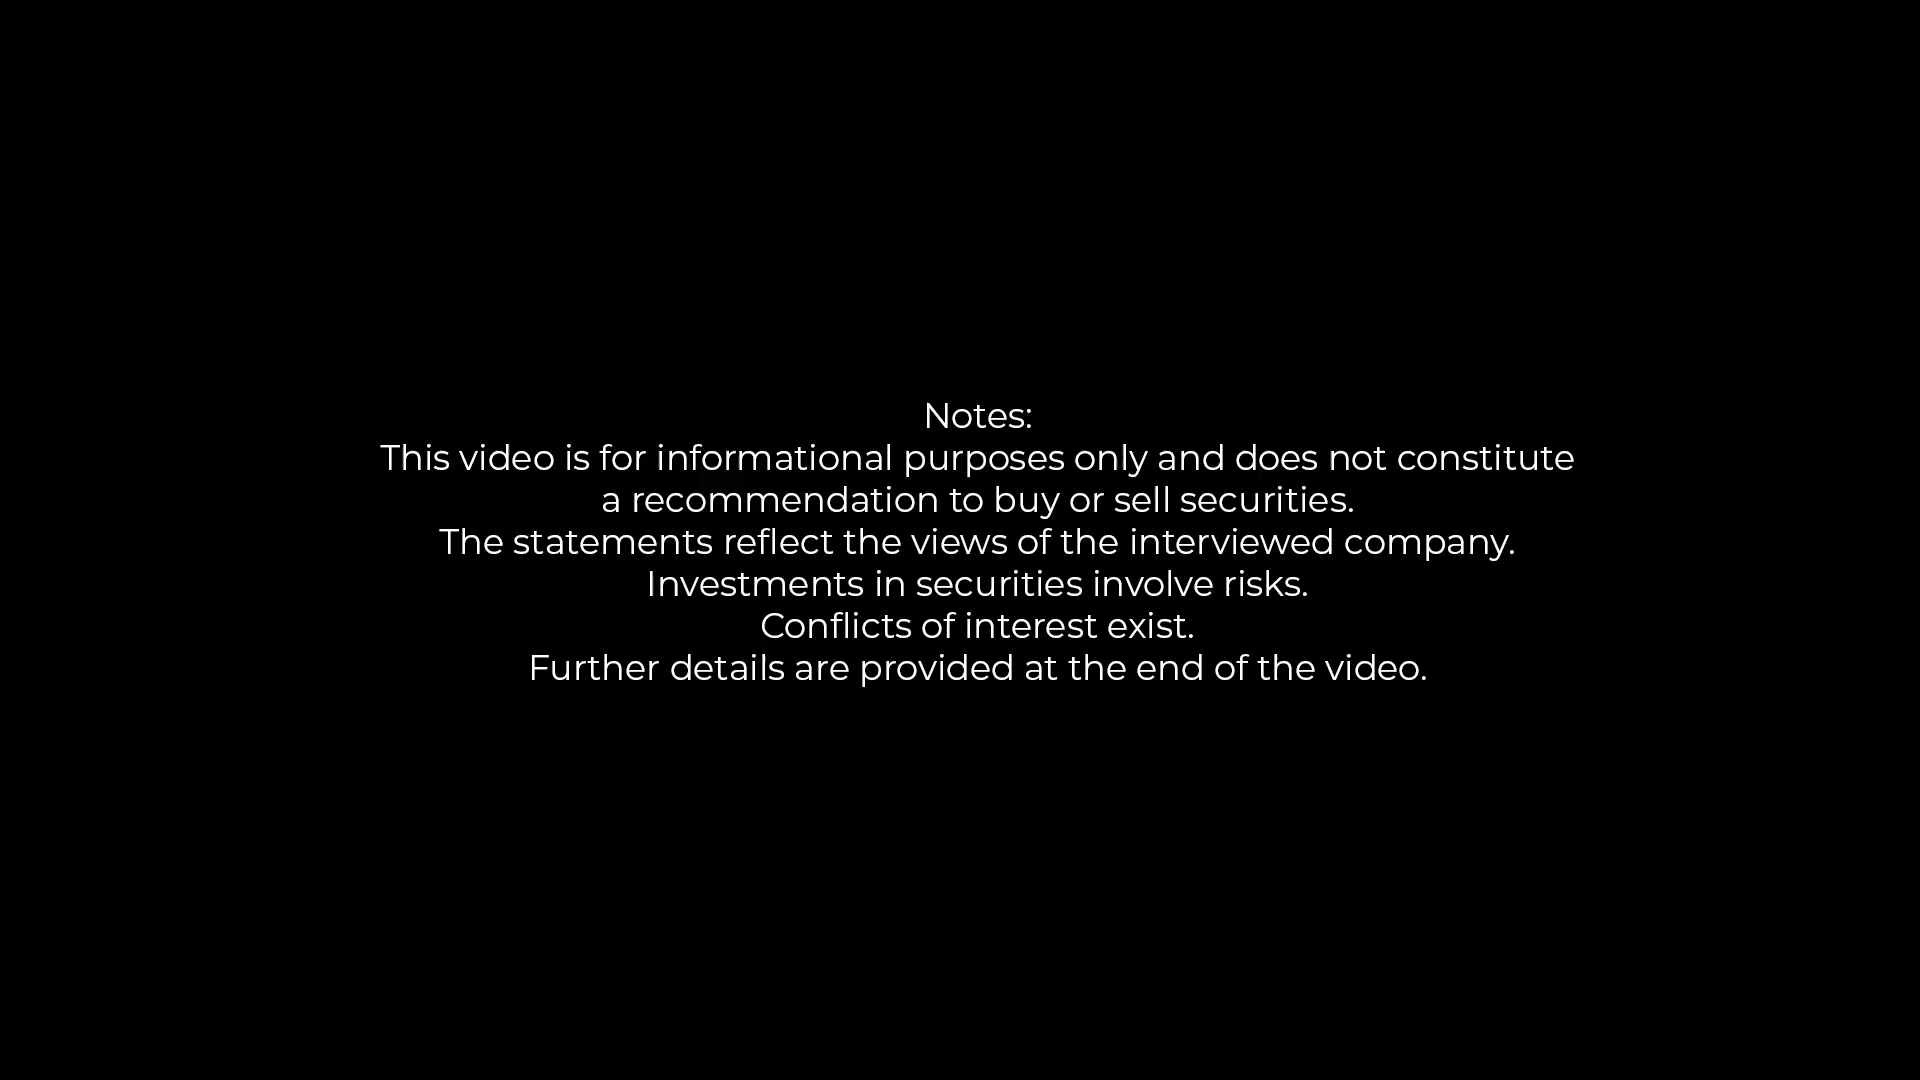 Notes:
This video is for informational purposes only and does not constitute
a recommendation to buy or sell securities.
The statements reflect the views of the interviewed company.
Investments in securities involve risks.
Conflicts of interest exist.
Further details are provided at the end of the video.